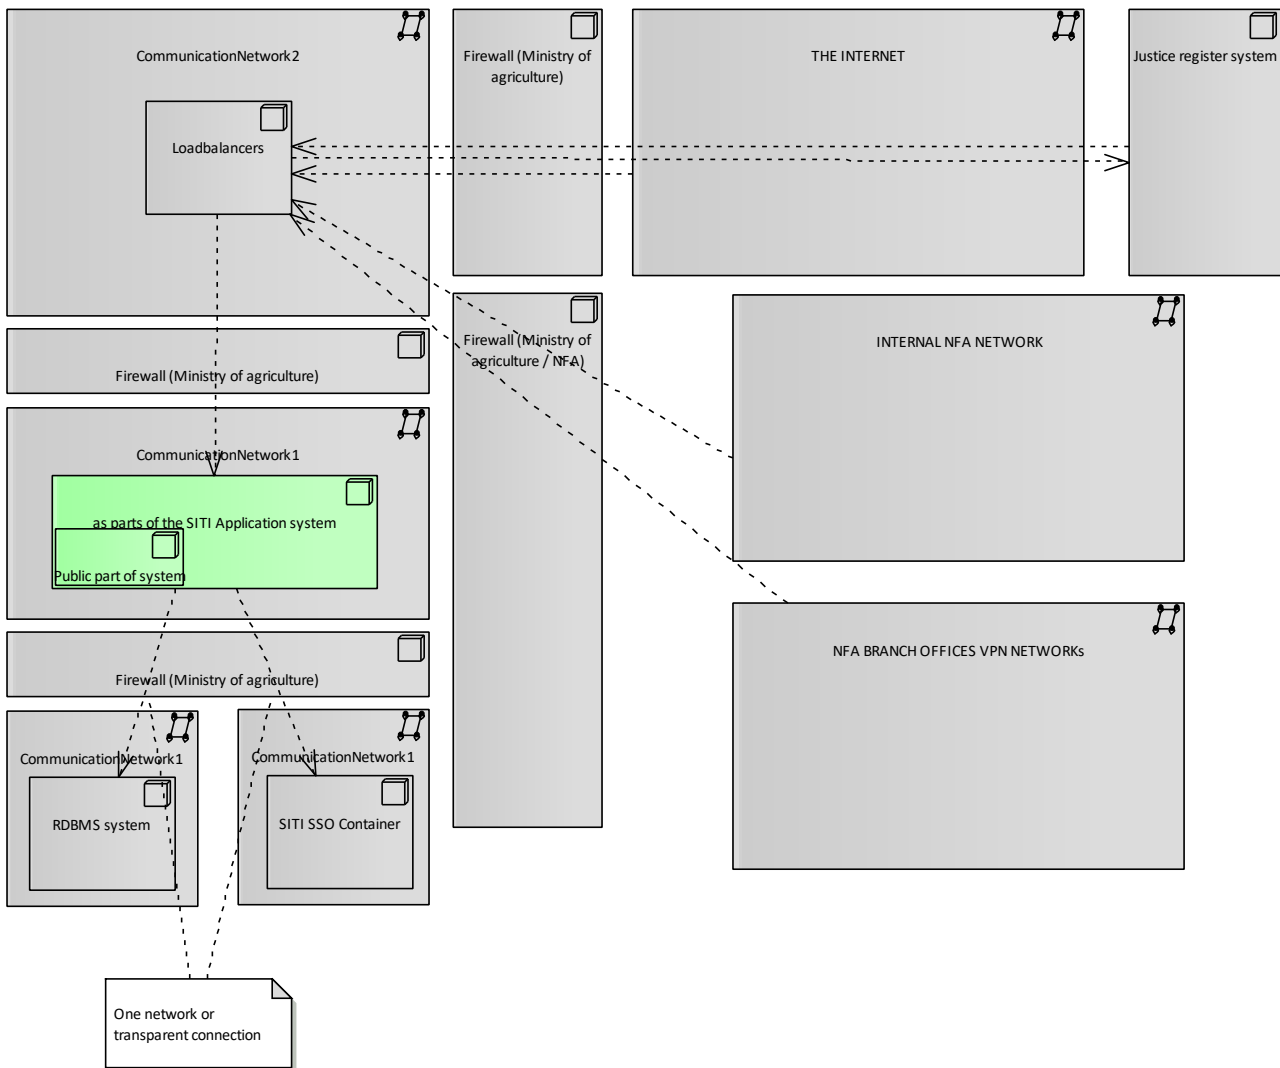 CommunicationNetwork2
Firewall (Ministry of
agriculture)
THE INTERNET
Justice register system
Loadbalancers
Firewall (Ministry of
agriculture / NFA)
INTERNAL NFA NETWORK
Firewall (Ministry of agriculture)
CommunicationNetwork1
as parts of the SITI Application system
Public part of system
NFA BRANCH OFFICES VPN NETWORKs
Firewall (Ministry of agriculture)
CommunicationNetwork1
CommunicationNetwork1
RDBMS system
SITI SSO Container
One network or
transparent connection